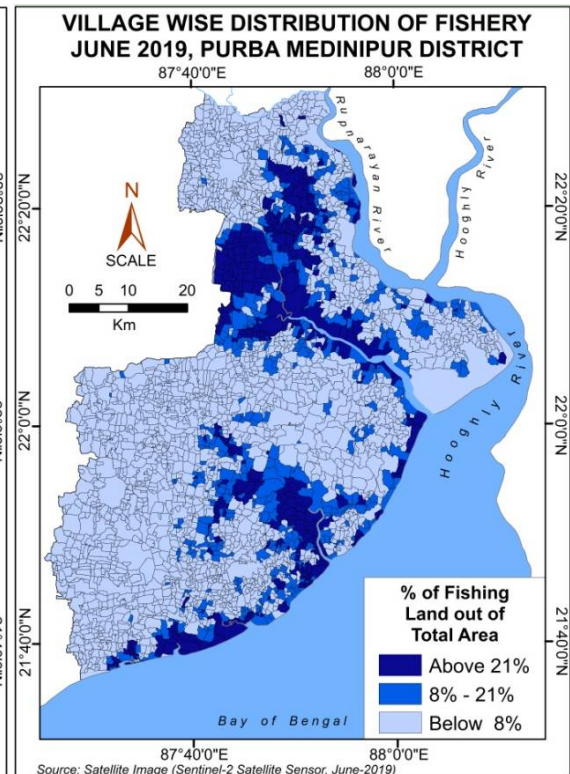 VILLAGE WISE DISTRIBUTION OF FISHERY
JUNE 2019, PURBA MEDINIPUR DISTRICT
87°40'0"E 88°0'0"E
Rupnarayan River
Hooghly River
22°20'0"N 22°20'0"N
N
SCALE
0 5 10 20
Km
22°0'0"N 22°0'0"N
Hooghly River
% of Fishing
Land out of
Total Area
Above 21%
8% - 21%
Below 8%
21°40'0"N 21°40'0"N
Bay of Bengal
87°40'0"E 88°0'0"E
Source: Satellite Image (Sentinel-2 Satellite Sensor, June-2019)